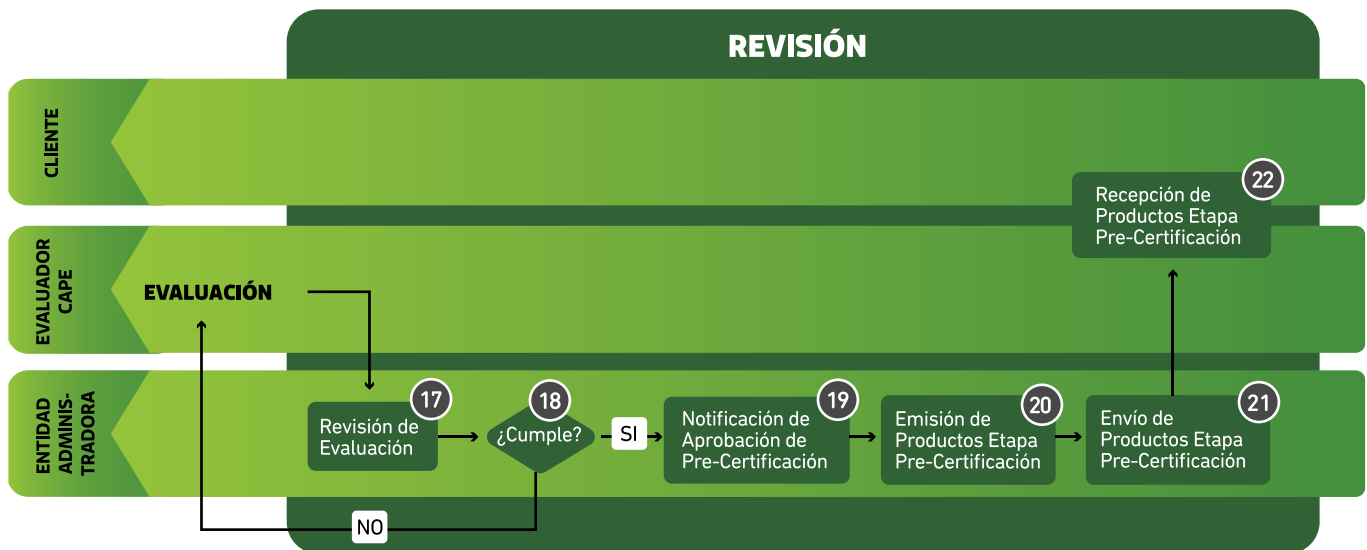 REVISIÓN
CLIENTE
22
Recepción de
Productos Etapa
Pre-Certificación
EVALUADOR
CAPE
EVALUACIÓN
ENTIDAD
ADMINIS-
TRADORA
17
Revisión de
Evaluación
18
¿Cumple?
SI
19
Notificación de
Aprobación de
Pre-Certificación
20
Emisión de
Productos Etapa
Pre-Certificación
21
Envío de
Productos Etapa
Pre-Certificación
NO